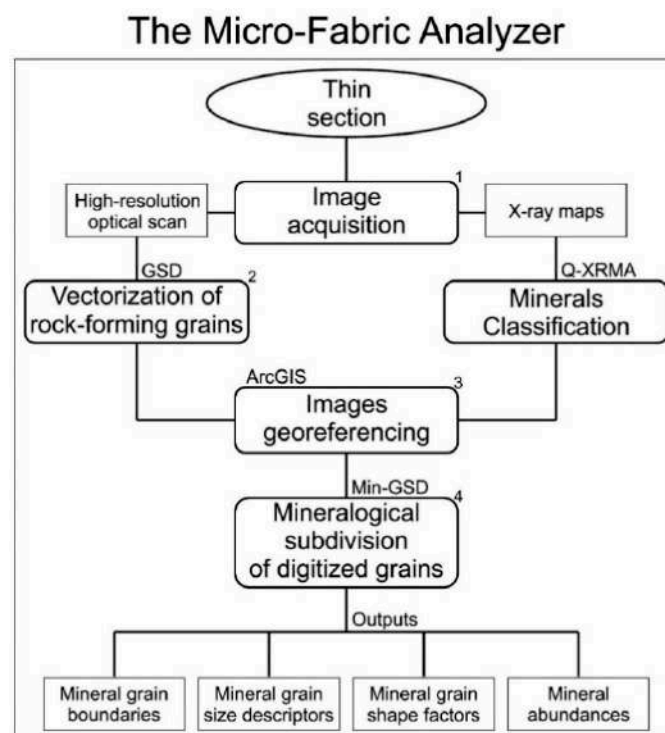 The Micro-Fabric Analyzer
Thin
section
1
Image
acquisition
High-resolution
optical scan
X-ray maps
GSD
2
Vectorization of
rock-forming grains
Q-XRMA
Minerals
Classification
ArcGIS
3
Images
georeferencing
Min-GSD
4
Mineralogical
subdivision
of digitized grains
Outputs
Mineral grain
boundaries
Mineral grain
size descriptors
Mineral grain
shape factors
Mineral
abundances